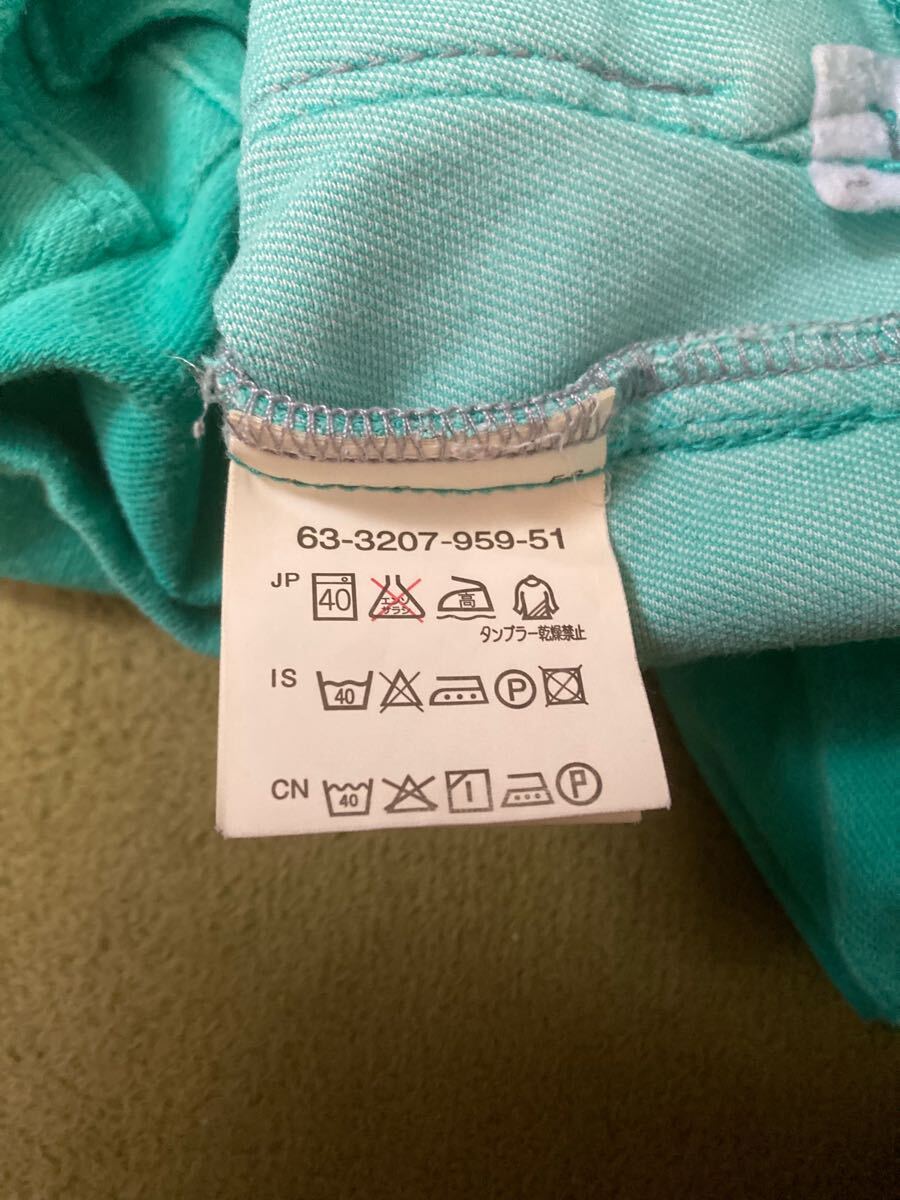 63-3207-959-51
JP 40 エンソ サラシ 高
タンブラー乾燥禁止
IS 40 P
CN 40 P